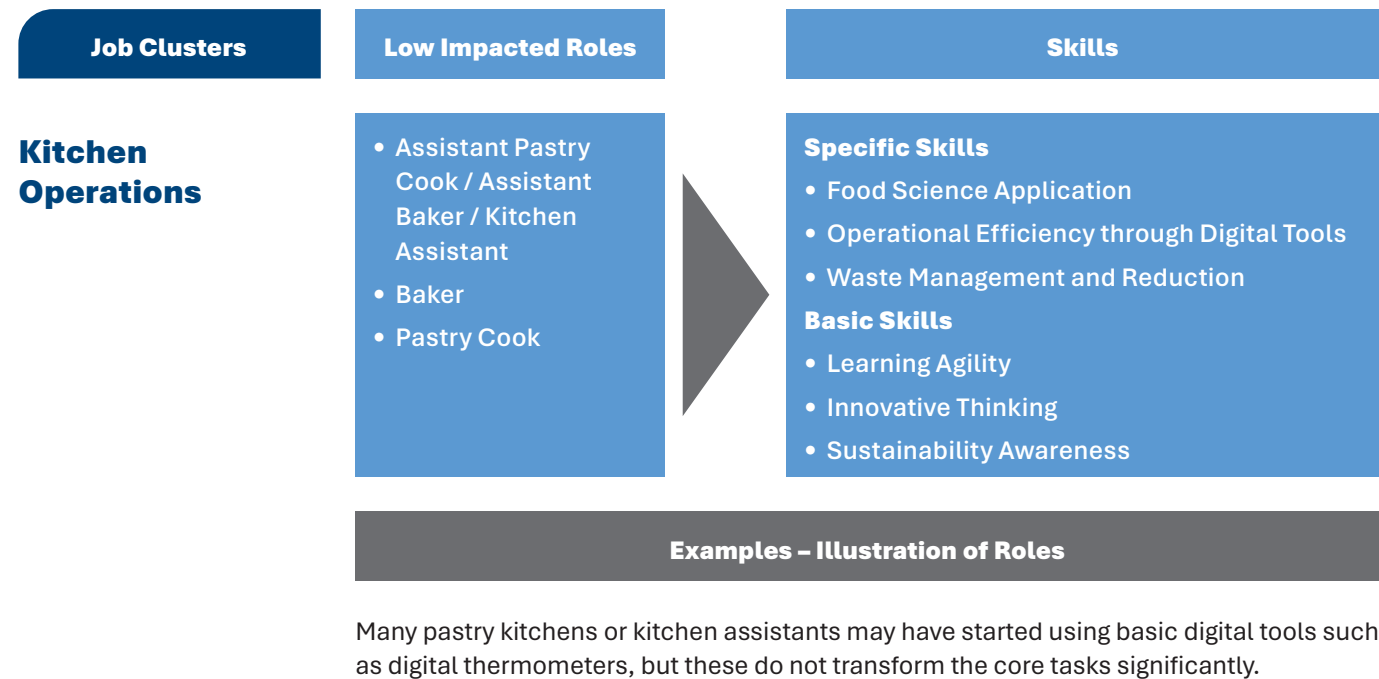 Job Clusters
Low Impacted Roles
Skills
Kitchen
Operations
• Assistant Pastry
Cook / Assistant
Baker / Kitchen
Assistant
• Baker
• Pastry Cook
Specific Skills
• Food Science Application
• Operational Efficiency through Digital Tools
• Waste Management and Reduction
Basic Skills
• Learning Agility
• Innovative Thinking
• Sustainability Awareness
Examples – Illustration of Roles
Many pastry kitchens or kitchen assistants may have started using basic digital tools such
as digital thermometers, but these do not transform the core tasks significantly.